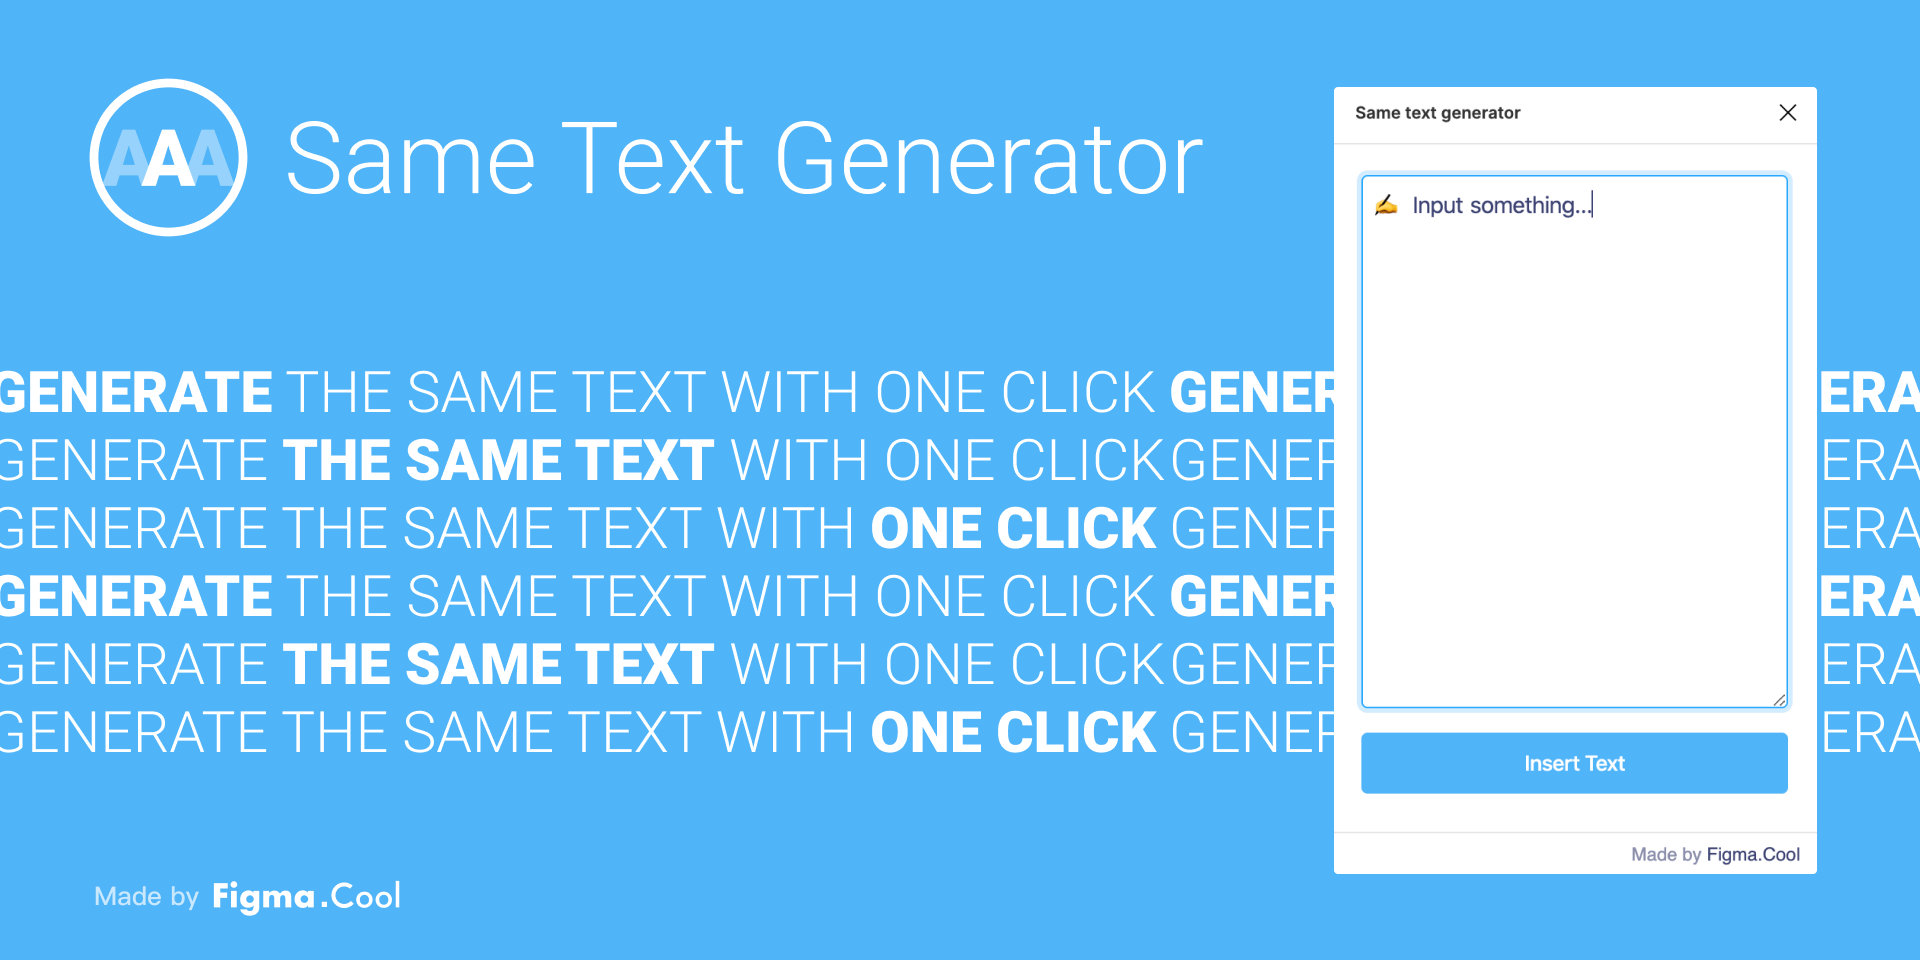 AAA
Same Text Generator
GENERATE THE SAME TEXT WITH ONE CLICK GENER ERA
GENERATE THE SAME TEXT WITH ONE CLICK GENER ERA
GENERATE THE SAME TEXT WITH ONE CLICK GENER ERA
GENERATE THE SAME TEXT WITH ONE CLICK GENER ERA
GENERATE THE SAME TEXT WITH ONE CLICK GENER ERA
GENERATE THE SAME TEXT WITH ONE CLICK GENER ERA
Made by Figma.Cool
Same text generator
✍️ Input something...
Insert Text
Made by Figma.Cool